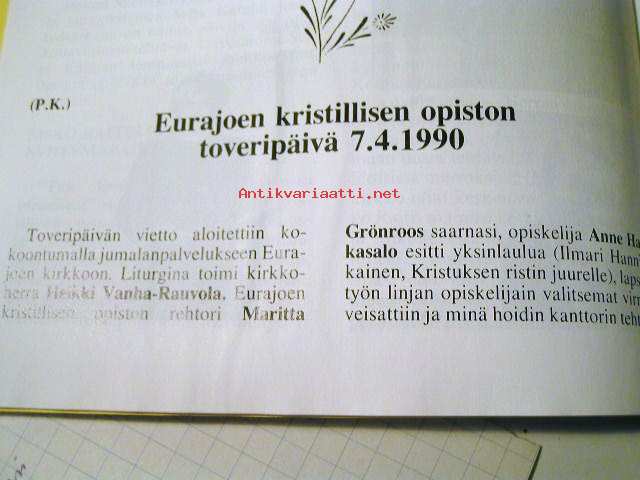 (P.K.)
Eurajoen kristillisen opiston
toveripäivä 7.4.1990
Antikvariaatti.net
Toveripäivän vietto aloitettiin ko-
koontumalla jumalanpalvelukseen Eura-
joen kirkkoon. Liturgina toimi kirkko-
herra Heikki Vanha-Rauvola. Eurajoen
kristillisen opiston rehtori Maritta
Grönroos saarnasi, opiskelija Anne
kasalo esitti yksinlaulua (Ilmari
kainen, Kristuksen ristin juurelle),
työn linjan opiskelijain valitsemat
veisattiin ja minä hoidin kanttorin